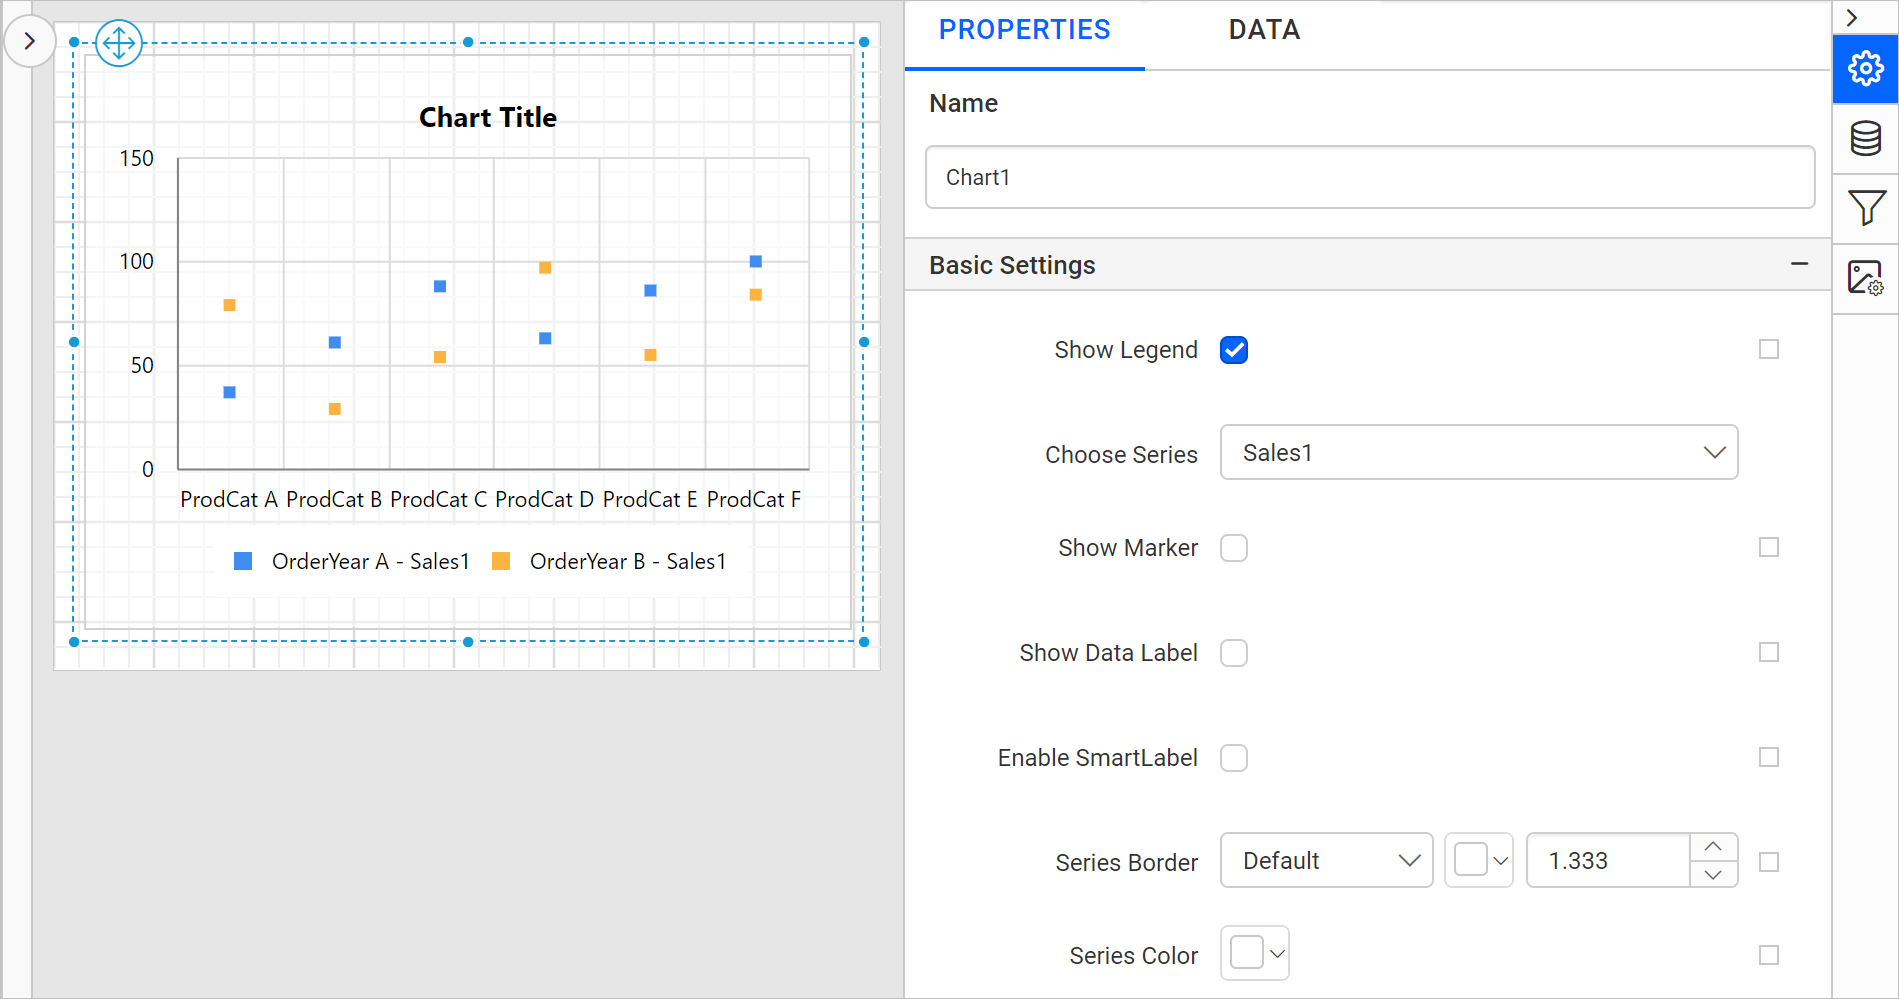 Chart Title
150
100
50
0
ProdCat A ProdCat B ProdCat C ProdCat D ProdCat E ProdCat F
OrderYear A - Sales1 OrderYear B - Sales1
PROPERTIES DATA
Name
Chart1
Basic Settings
Show Legend
Choose Series Sales1
Show Marker
Show Data Label
Enable SmartLabel
Series Border Default 1.333
Series Color